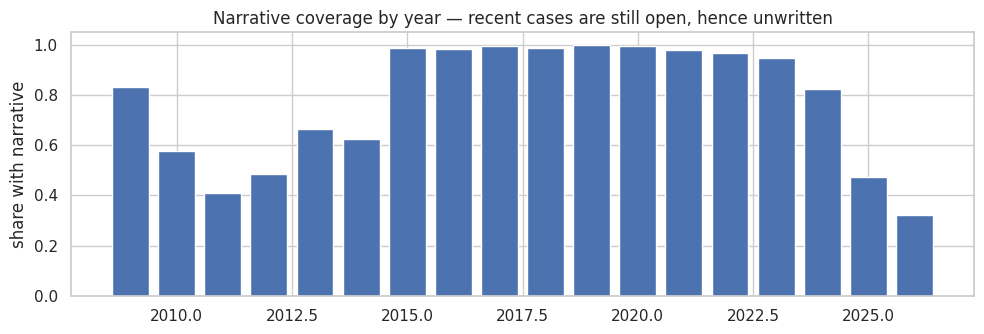 Narrative coverage by year — recent cases are still open, hence unwritten
share with narrative
1.0
0.8
0.6
0.4
0.2
0.0
2010.0 2012.5 2015.0 2017.5 2020.0 2022.5 2025.0